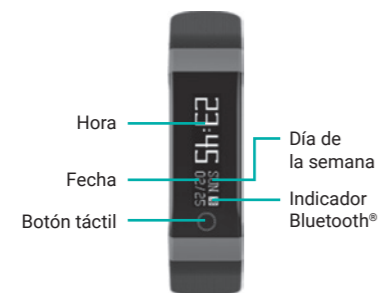 Hora
Fecha
Botón táctil
23:45
02/25
SUN
Día de
la semana
Indicador
Bluetooth®